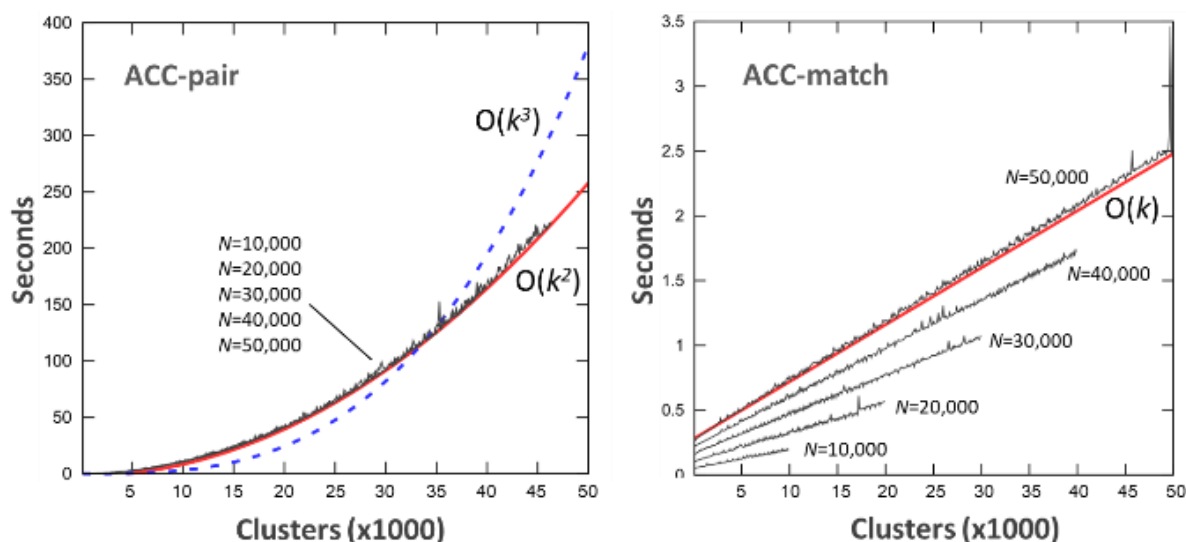 ACC-pair
Seconds
400
350
300
250
200
150
100
50
0
O(k³)
O(k²)
N=10,000
N=20,000
N=30,000
N=40,000
N=50,000
5 10 15 20 25 30 35 40 45 50
Clusters (x1000)
ACC-match
Seconds
3.5
3
2.5
2
1.5
1
0.5
0
N=50,000
O(k)
N=40,000
N=30,000
N=20,000
N=10,000
5 10 15 20 25 30 35 40 45 50
Clusters (x1000)